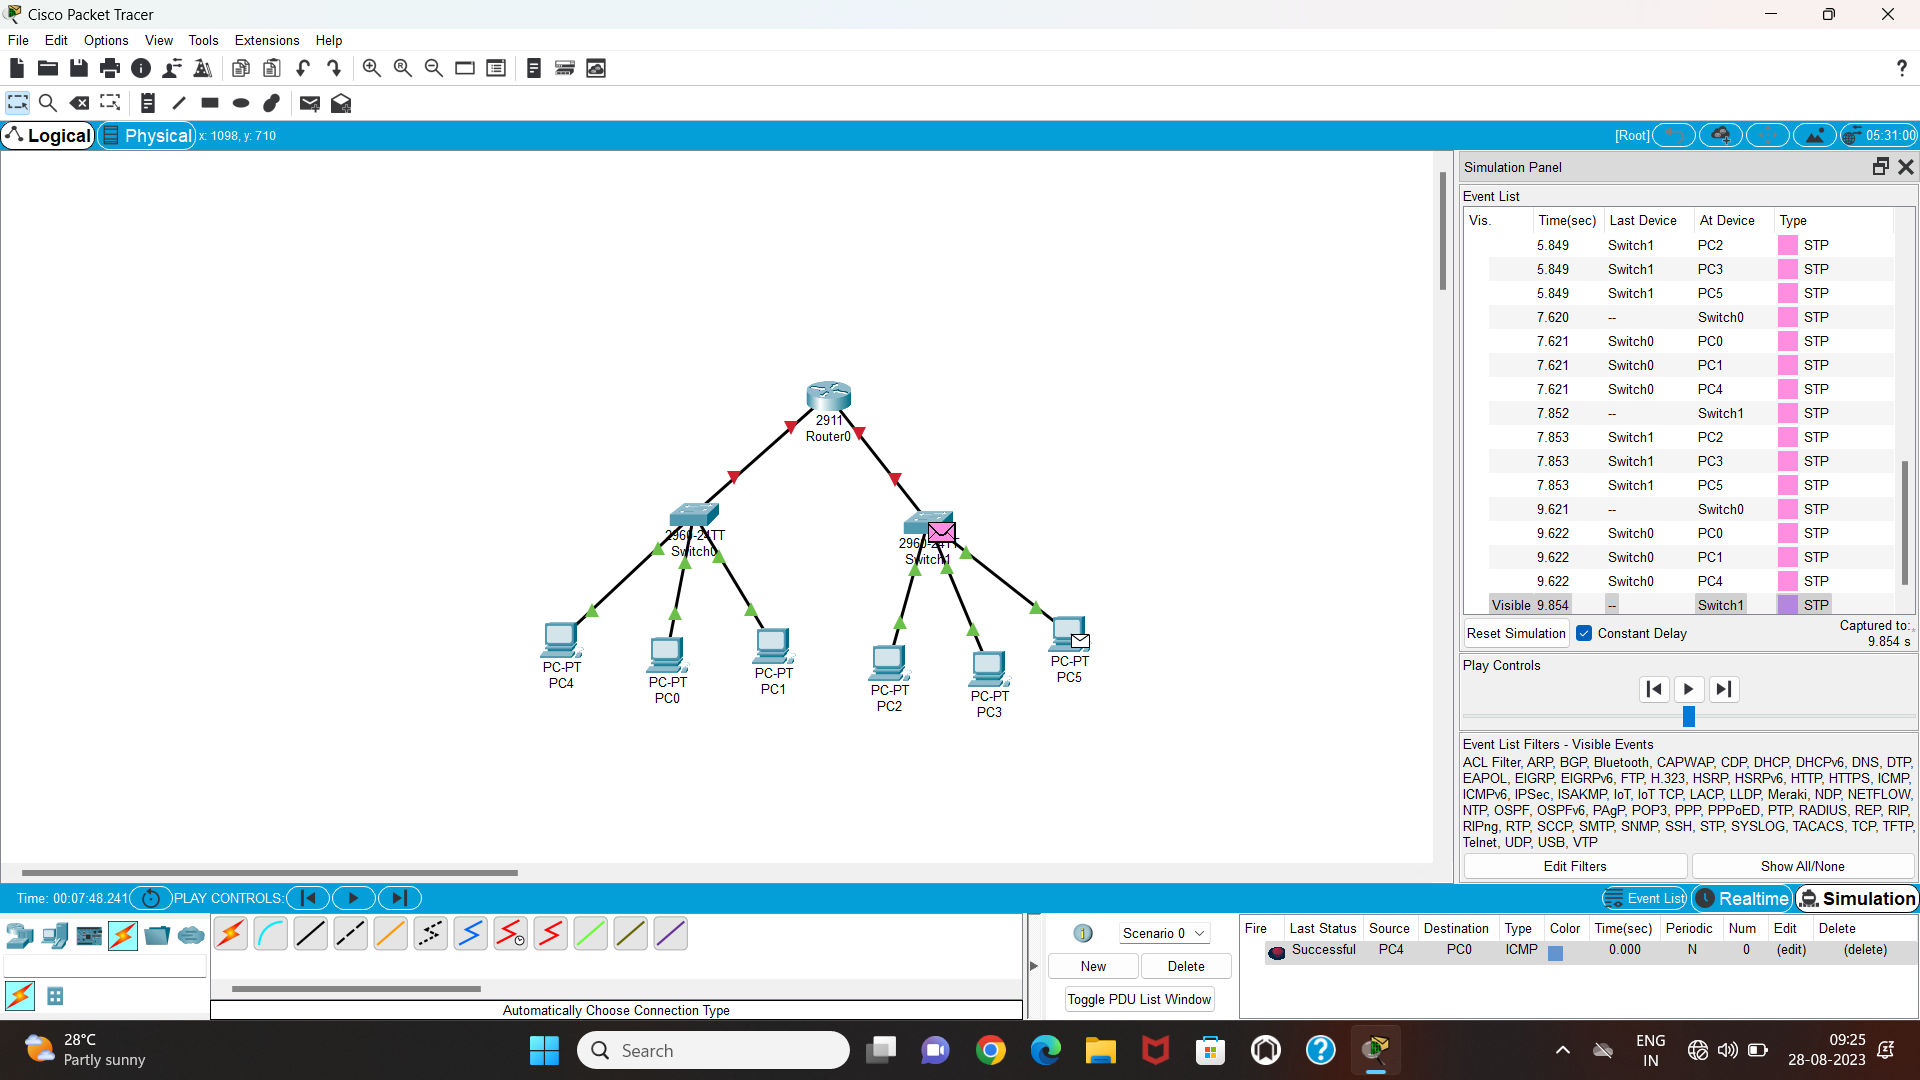 Cisco Packet Tracer
File Edit Options View Tools Extensions Help
?
Logical Physical x: 1098, y: 710 [Root] 05:31:00
Simulation Panel
Event List
Vis. Time(sec) Last Device At Device Type
5.849 Switch1 PC2 STP
5.849 Switch1 PC3 STP
5.849 Switch1 PC5 STP
7.620 -- Switch0 STP
7.621 Switch0 PC0 STP
7.621 Switch0 PC1 STP
7.621 Switch0 PC4 STP
7.852 -- Switch1 STP
7.853 Switch1 PC2 STP
7.853 Switch1 PC3 STP
7.853 Switch1 PC5 STP
9.621 -- Switch0 STP
9.622 Switch0 PC0 STP
9.622 Switch0 PC1 STP
9.622 Switch0 PC4 STP
Visible 9.854 -- Switch1 STP
Reset Simulation Constant Delay Captured to:
9.854 s
Play Controls
Event List Filters - Visible Events
ACL Filter, ARP, BGP, Bluetooth, CAPWAP, CDP, DHCP, DHCPv6, DNS, DTP,
EAPOL, EIGRP, EIGRPv6, FTP, H.323, HSRP, HSRPv6, HTTP, HTTPS, ICMP,
ICMPv6, IPSec, ISAKMP, IoT, IoT TCP, LACP, LLDP, Meraki, NDP, NETFLOW,
NTP, OSPF, OSPFv6, PAgP, POP3, PPP, PPPoED, PTP, RADIUS, REP, RIP,
RIPng, RTP, SCCP, SMTP, SNMP, SSH, STP, SYSLOG, TACACS, TCP, TFTP,
Telnet, UDP, USB, VTP
Edit Filters Show All/None
2911
Router0
2960-24TT
Switch0
2960-24TT
Switch1
PC-PT
PC4
PC-PT
PC0
PC-PT
PC1
PC-PT
PC2
PC-PT
PC3
PC-PT
PC5
Time: 00:07:48.241 PLAY CONTROLS: Event List Realtime Simulation
Automatically Choose Connection Type
Scenario 0
New Delete
Toggle PDU List Window
Fire Last Status Source Destination Type Color Time(sec) Periodic Num Edit Delete
Successful PC4 PC0 ICMP 0.000 N 0 (edit) (delete)
28°C
Partly sunny
Search
ENG
IN
09:25
28-08-2023